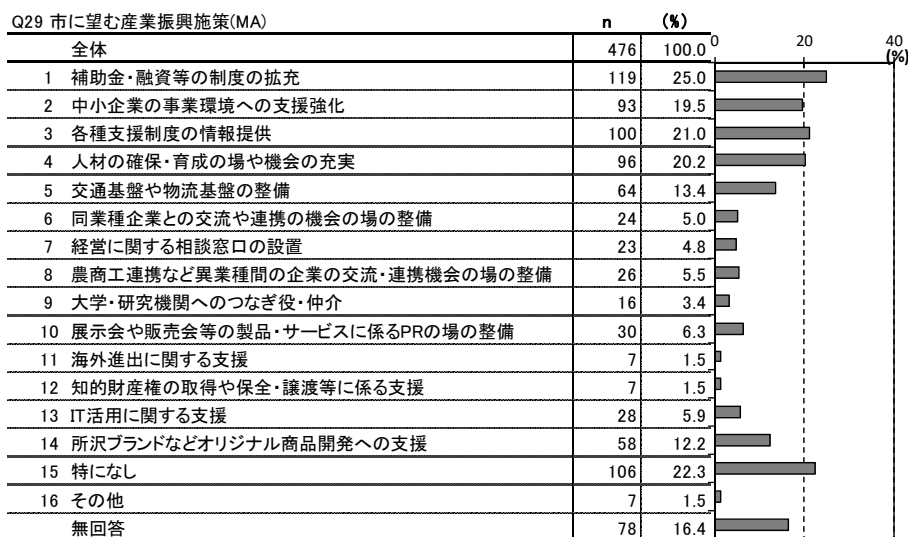 Q29 市に望む産業振興施策(MA) n (%)
0 20 40
(%)
全体 476 100.0
1 補助金・融資等の制度の拡充 119 25.0
2 中小企業の事業環境への支援強化 93 19.5
3 各種支援制度の情報提供 100 21.0
4 人材の確保・育成の場や機会の充実 96 20.2
5 交通基盤や物流基盤の整備 64 13.4
6 同業種企業との交流や連携の機会の場の整備 24 5.0
7 経営に関する相談窓口の設置 23 4.8
8 農商工連携など異業種間の企業の交流・連携機会の場の整備 26 5.5
9 大学・研究機関へのつなぎ役・仲介 16 3.4
10 展示会や販売会等の製品・サービスに係るPRの場の整備 30 6.3
11 海外進出に関する支援 7 1.5
12 知的財産権の取得や保全・譲渡等に係る支援 7 1.5
13 IT活用に関する支援 28 5.9
14 所沢ブランドなどオリジナル商品開発への支援 58 12.2
15 特になし 106 22.3
16 その他 7 1.5
無回答 78 16.4